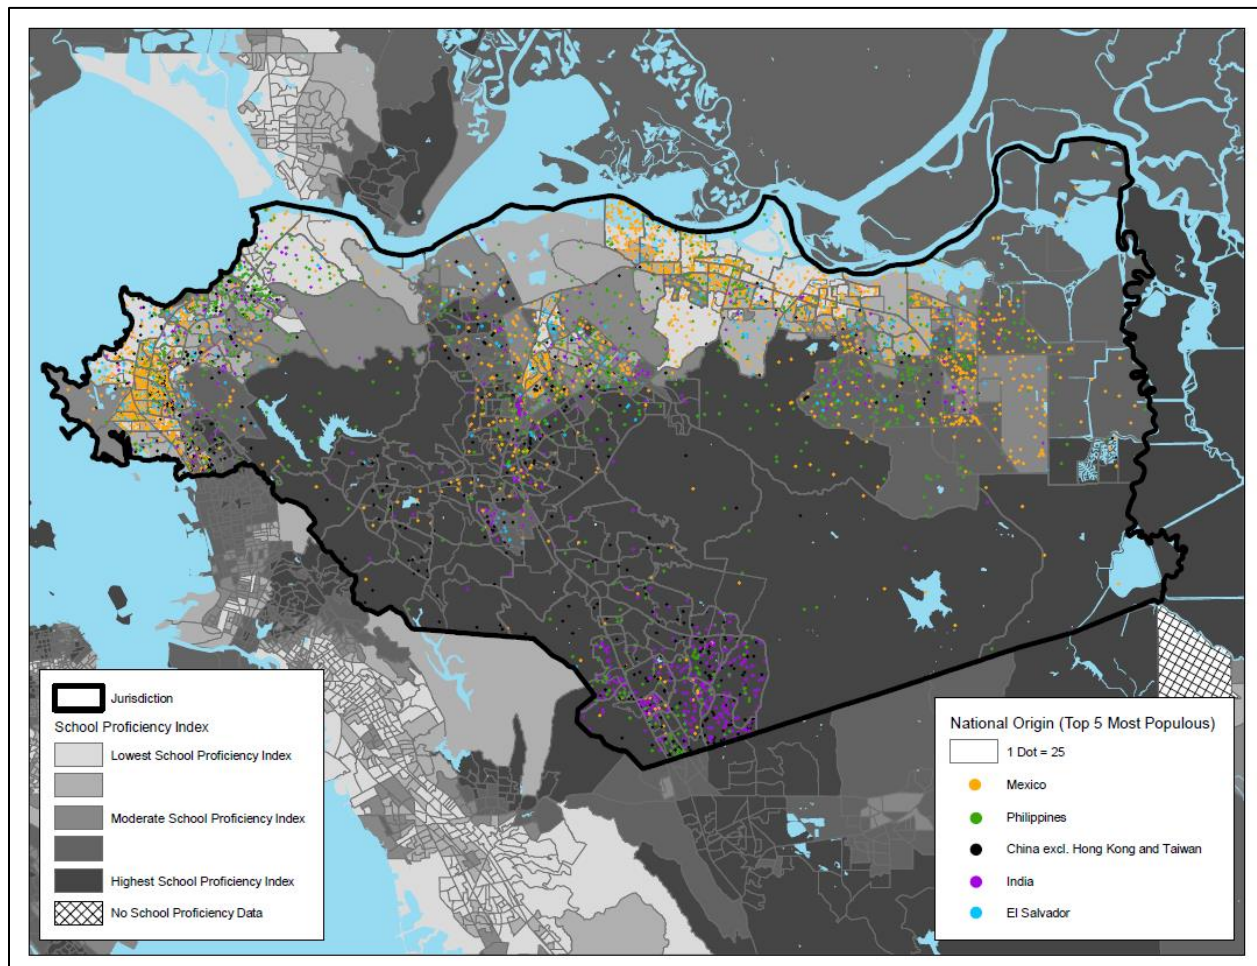 Jurisdiction
School Proficiency Index
Lowest School Proficiency Index
Moderate School Proficiency Index
Highest School Proficiency Index
No School Proficiency Data
National Origin (Top 5 Most Populous)
1 Dot = 25
Mexico
Philippines
China excl. Hong Kong and Taiwan
India
El Salvador